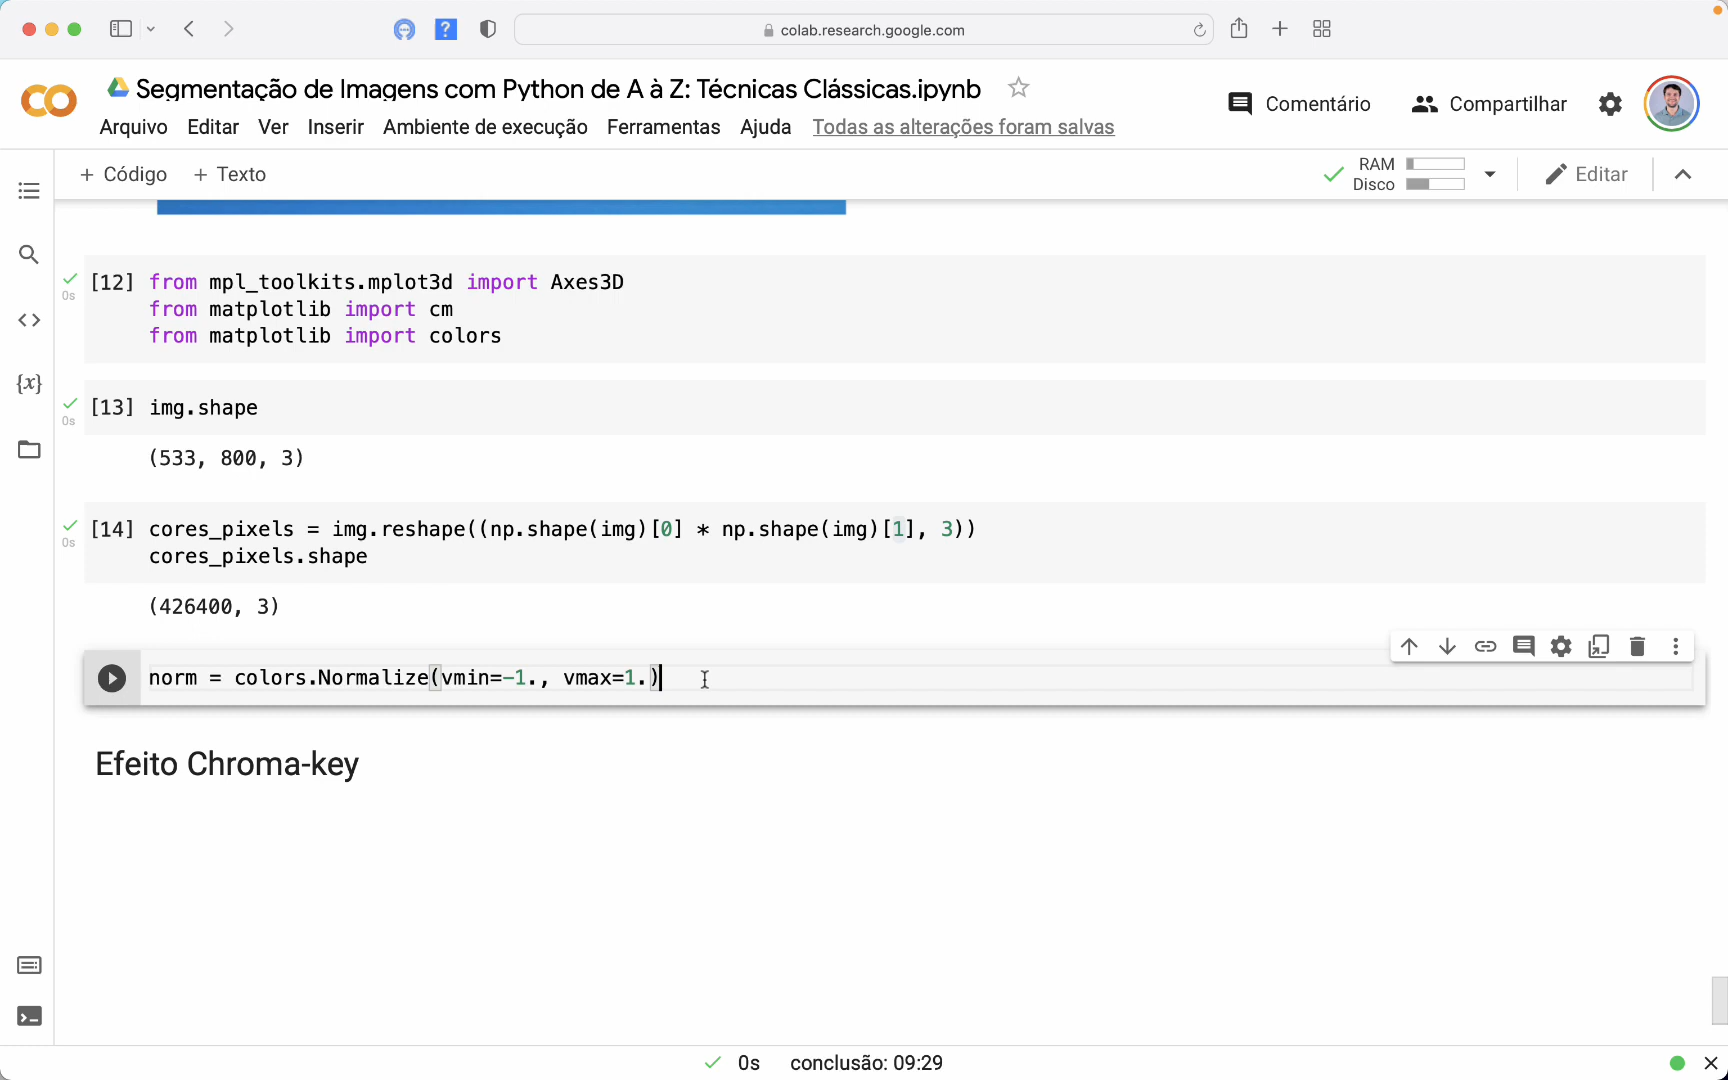 colab.research.google.com
Segmentação de Imagens com Python de A à Z: Técnicas Clássicas.ipynb
Comentário
Compartilhar
Arquivo Editar Ver Inserir Ambiente de execução Ferramentas Ajuda Todas as alterações foram salvas
+ Código + Texto
RAM
Disco
Editar
[12] from mpl_toolkits.mplot3d import Axes3D
0s
from matplotlib import cm
from matplotlib import colors
[13] img.shape
0s
(533, 800, 3)
[14] cores_pixels = img.reshape((np.shape(img)[0] * np.shape(img)[1], 3))
0s
cores_pixels.shape
(426400, 3)
norm = colors.Normalize(vmin=-1., vmax=1.)
Efeito Chroma-key
0s conclusão: 09:29